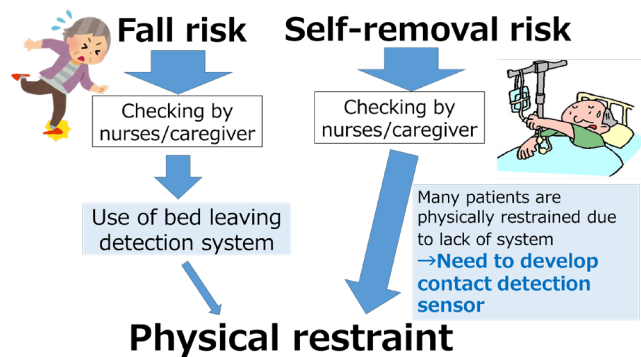 Fall risk
Self-removal risk
Checking by
nurses/caregiver
Checking by
nurses/caregiver
Use of bed leaving
detection system
Many patients are
physically restrained due
to lack of system
→Need to develop
contact detection
sensor
Physical restraint